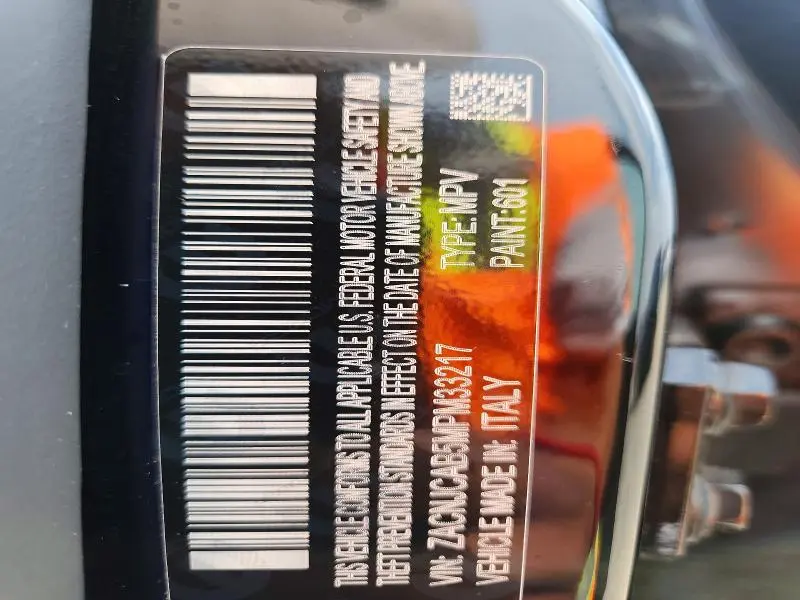 THIS VEHICLE CONFORMS TO ALL APPLICABLE U.S. FEDERAL MOTOR VEHICLE SAFETY AND
THEFT PREVENTION STANDARDS IN EFFECT ON THE DATE OF MANUFACTURE SHOWN ABOVE.
VIN: ZACNJCAB5MPM33217 TYPE: MPV
VEHICLE MADE IN: ITALY PAINT:601